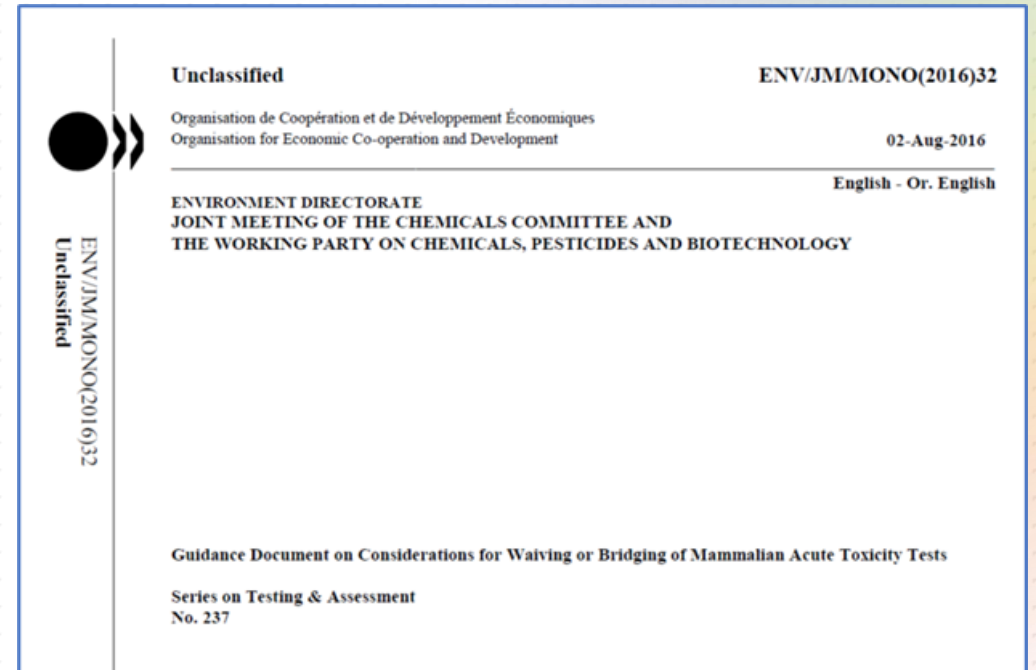 Unclassified ENV/JM/MONO(2016)32
Organisation de Coopération et de Développement Économiques
Organisation for Economic Co-operation and Development 02-Aug-2016
English - Or. English
ENVIRONMENT DIRECTORATE
JOINT MEETING OF THE CHEMICALS COMMITTEE AND
THE WORKING PARTY ON CHEMICALS, PESTICIDES AND BIOTECHNOLOGY
ENV/JM/MONO(2016)32
Unclassified
Guidance Document on Considerations for Waiving or Bridging of Mammalian Acute Toxicity Tests
Series on Testing & Assessment
No. 237